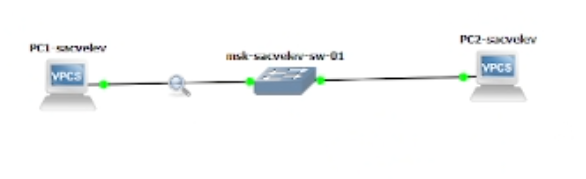 PC1-sacvelev
msk-sacvelev-sw-01
PC2-sacvelev
VPCS
VPCS